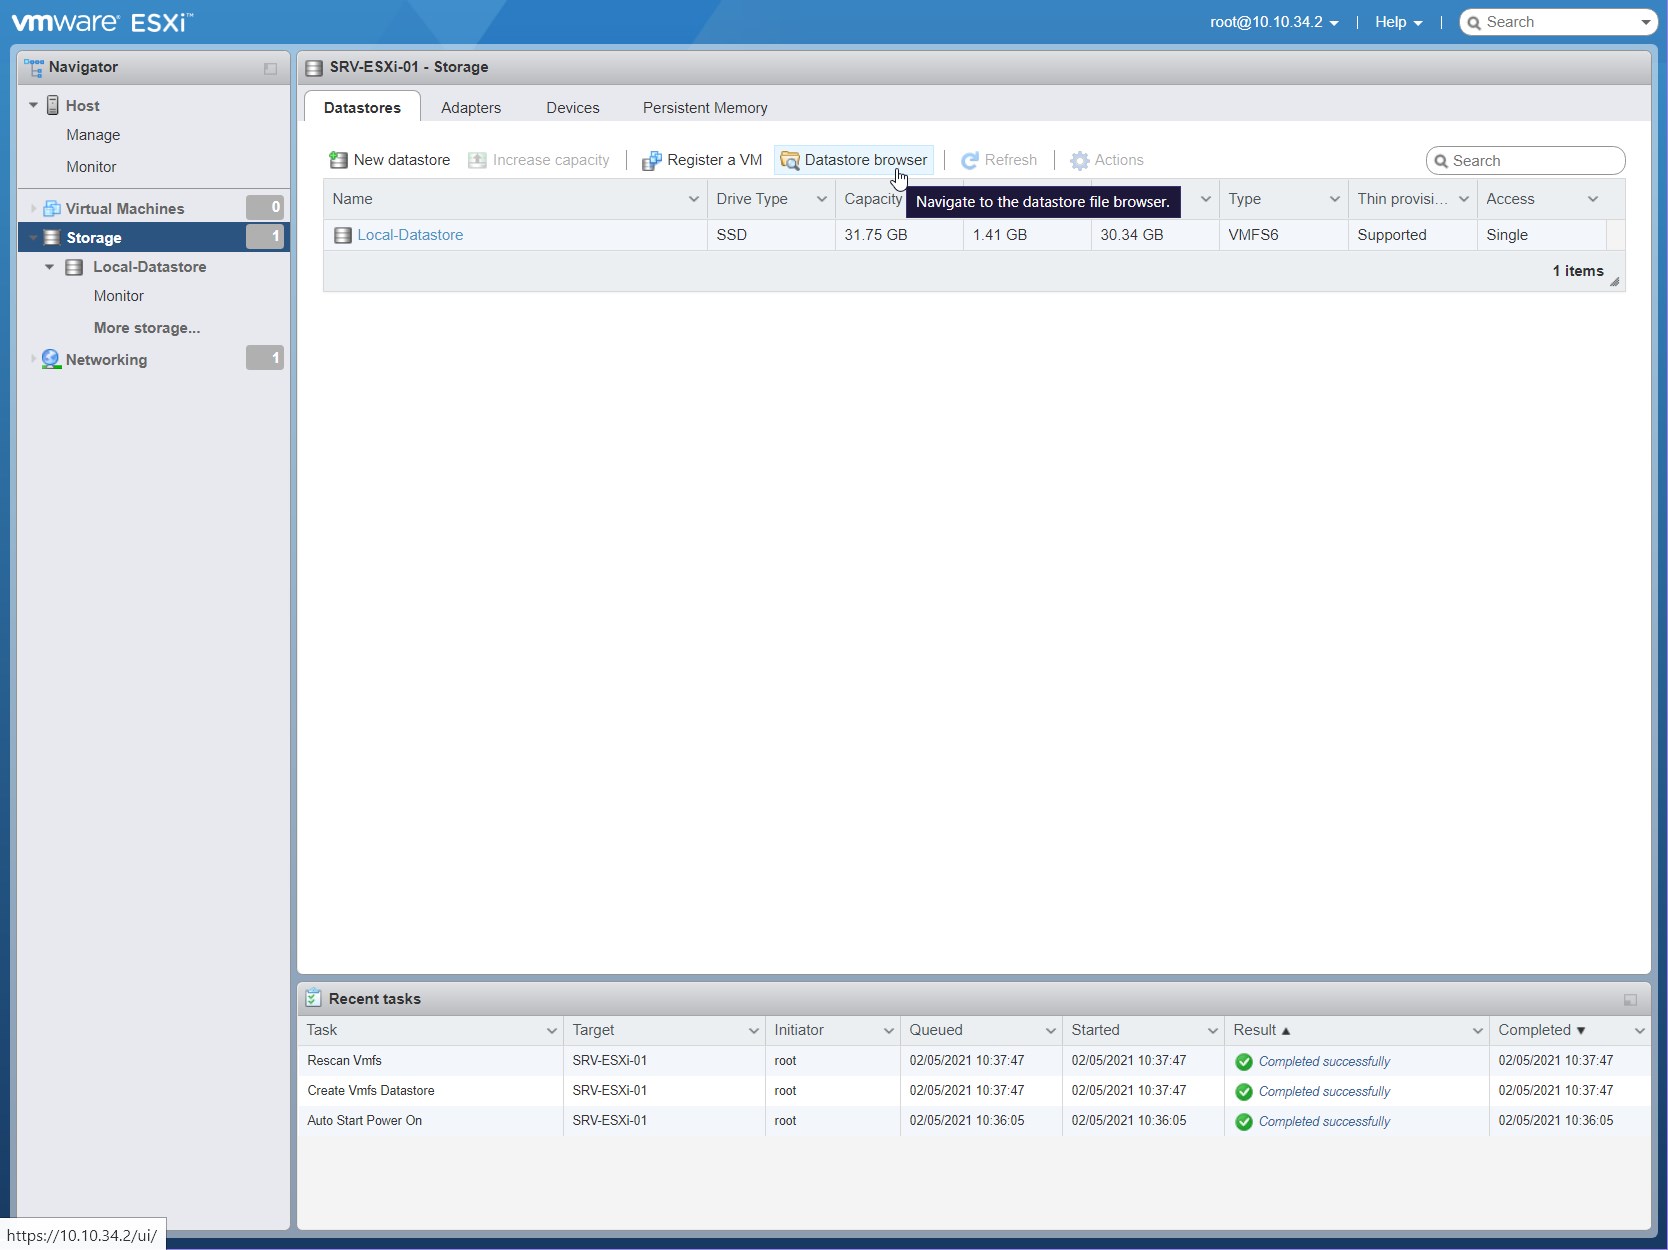 vmware® ESXi™
root@10.10.34.2 | Help | Search
Navigator
Host
Manage
Monitor
Virtual Machines 0
Storage 1
Local-Datastore
Monitor
More storage...
Networking 1
SRV-ESXi-01 - Storage
Datastores Adapters Devices Persistent Memory
New datastore Increase capacity | Register a VM Datastore browser | Refresh | Actions Search
Name Drive Type Capacity Type Thin provisi... Access
Navigate to the datastore file browser.
Local-Datastore SSD 31.75 GB 1.41 GB 30.34 GB VMFS6 Supported Single
1 items
Recent tasks
Task Target Initiator Queued Started Result ▲ Completed ▼
Rescan Vmfs SRV-ESXi-01 root 02/05/2021 10:37:47 02/05/2021 10:37:47 Completed successfully 02/05/2021 10:37:47
Create Vmfs Datastore SRV-ESXi-01 root 02/05/2021 10:37:47 02/05/2021 10:37:47 Completed successfully 02/05/2021 10:37:47
Auto Start Power On SRV-ESXi-01 root 02/05/2021 10:36:05 02/05/2021 10:36:05 Completed successfully 02/05/2021 10:36:05
https://10.10.34.2/ui/